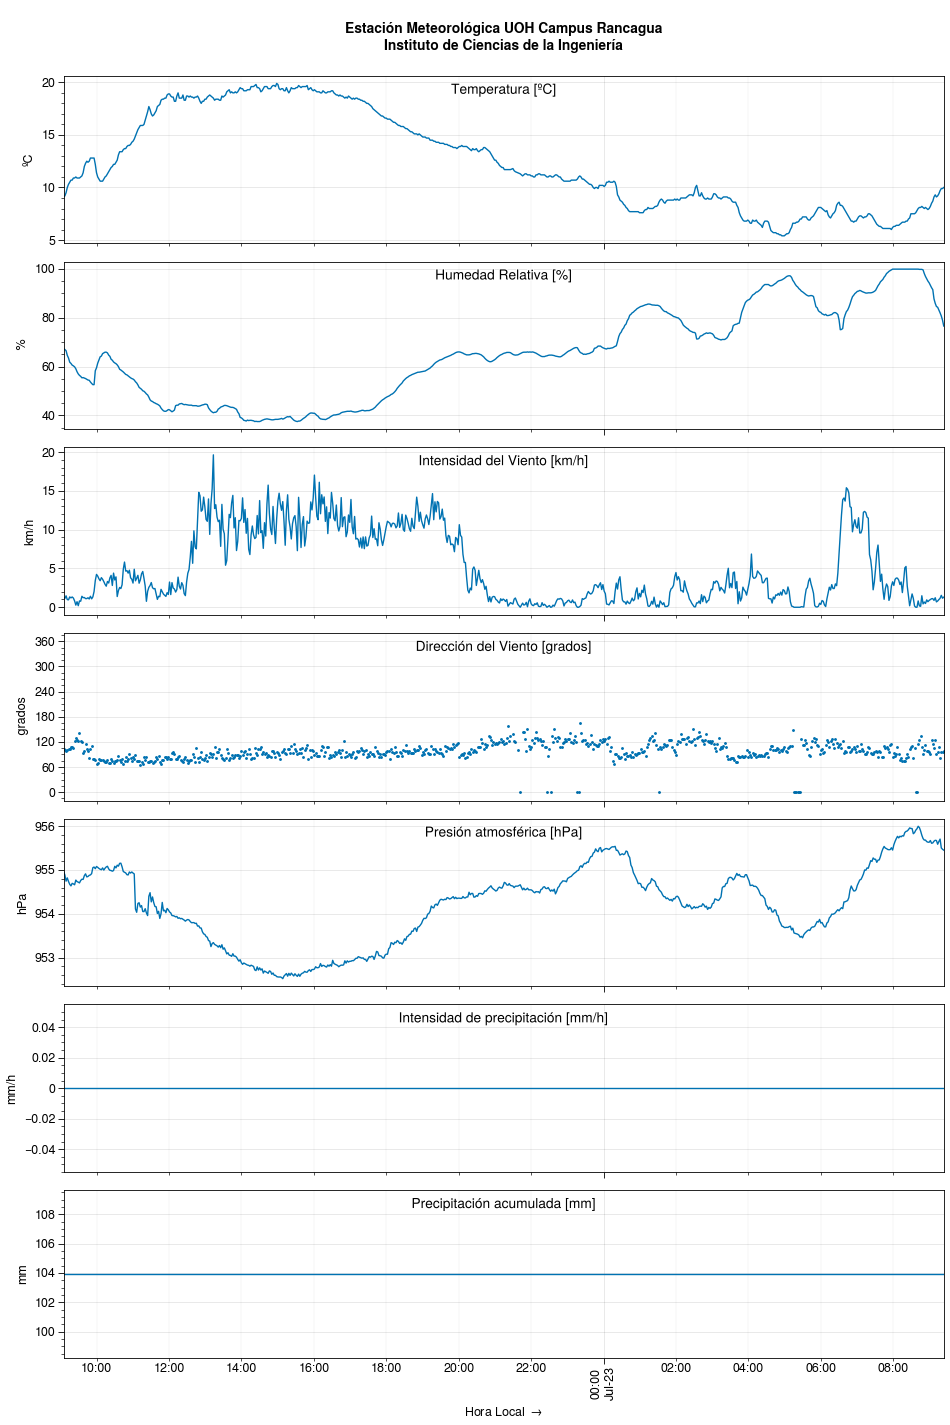 Estación Meteorológica UOH Campus Rancagua
Instituto de Ciencias de la Ingeniería
Temperatura [ºC]
20
15
10
5
ºC
Humedad Relativa [%]
100
80
60
40
%
Intensidad del Viento [km/h]
20
15
10
5
0
km/h
Dirección del Viento [grados]
360
300
240
180
120
60
0
grados
Presión atmosférica [hPa]
956
955
954
953
hPa
Intensidad de precipitación [mm/h]
0.04
0.02
0
−0.02
−0.04
mm/h
Precipitación acumulada [mm]
108
106
104
102
100
mm
10:00 12:00 14:00 16:00 18:00 20:00 22:00 00:00 02:00 04:00 06:00 08:00
Jul-23
Hora Local →